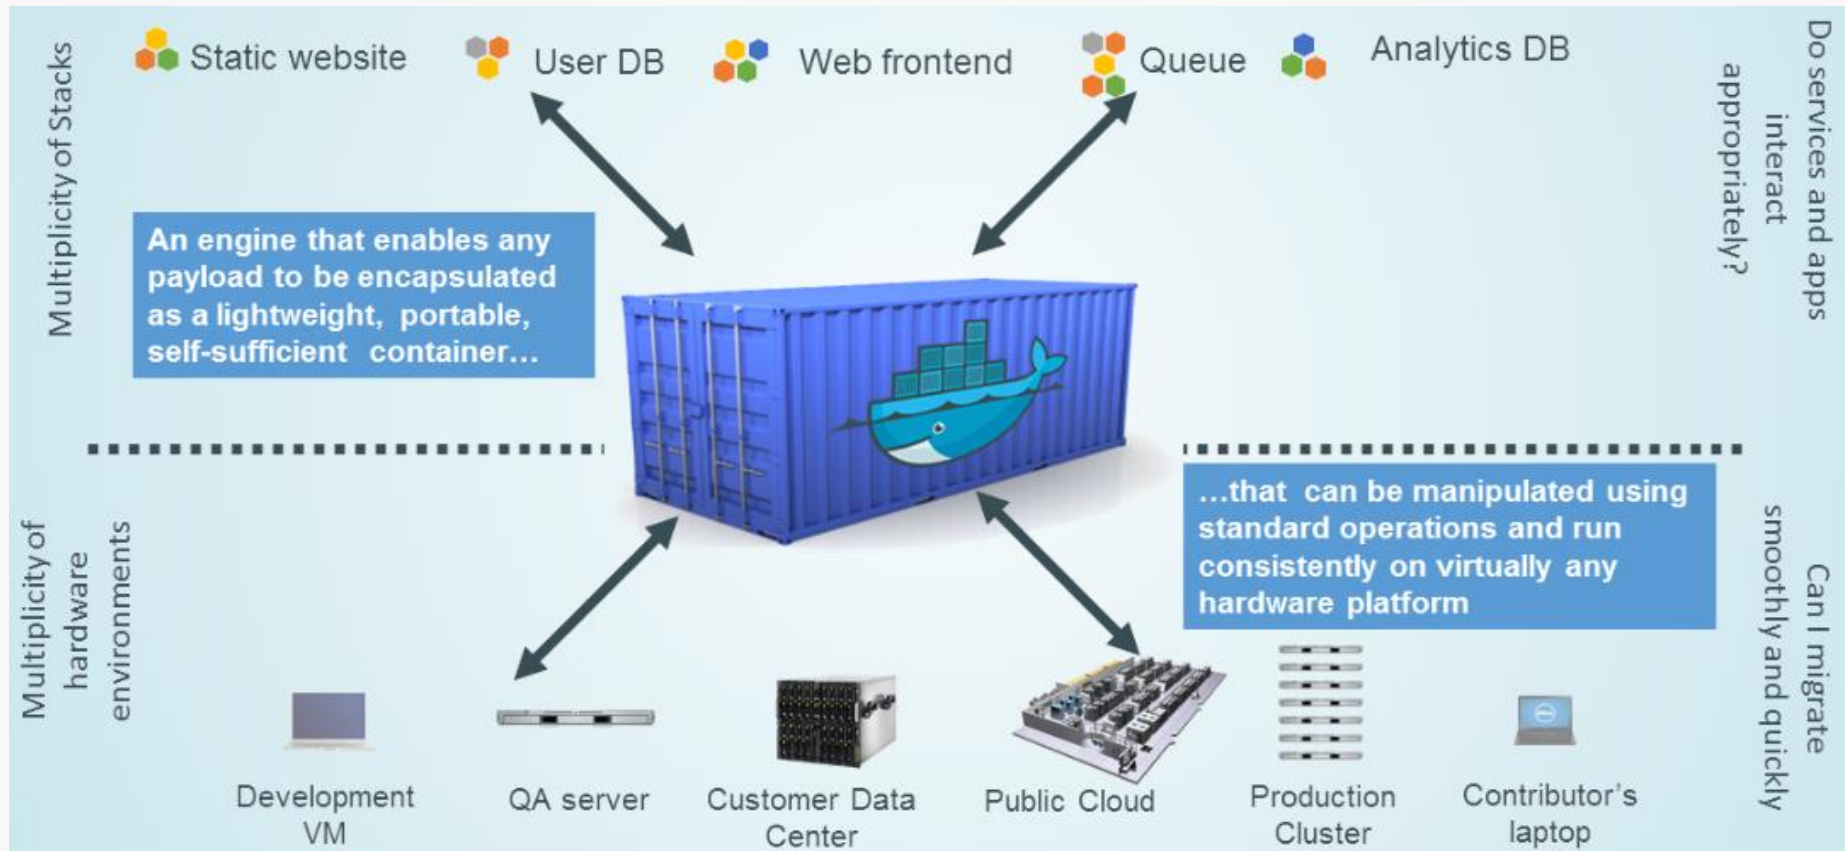 Static website
User DB
Web frontend
Queue
Analytics DB
Multiplicity of Stacks
Do services and apps
interact
appropriately?
An engine that enables any
payload to be encapsulated
as a lightweight, portable,
self-sufficient container…
…that can be manipulated using
standard operations and run
consistently on virtually any
hardware platform
Multiplicity of
hardware
environments
Can I migrate
smoothly and quickly
Development
VM
QA server
Customer Data
Center
Public Cloud
Production
Cluster
Contributor's
laptop